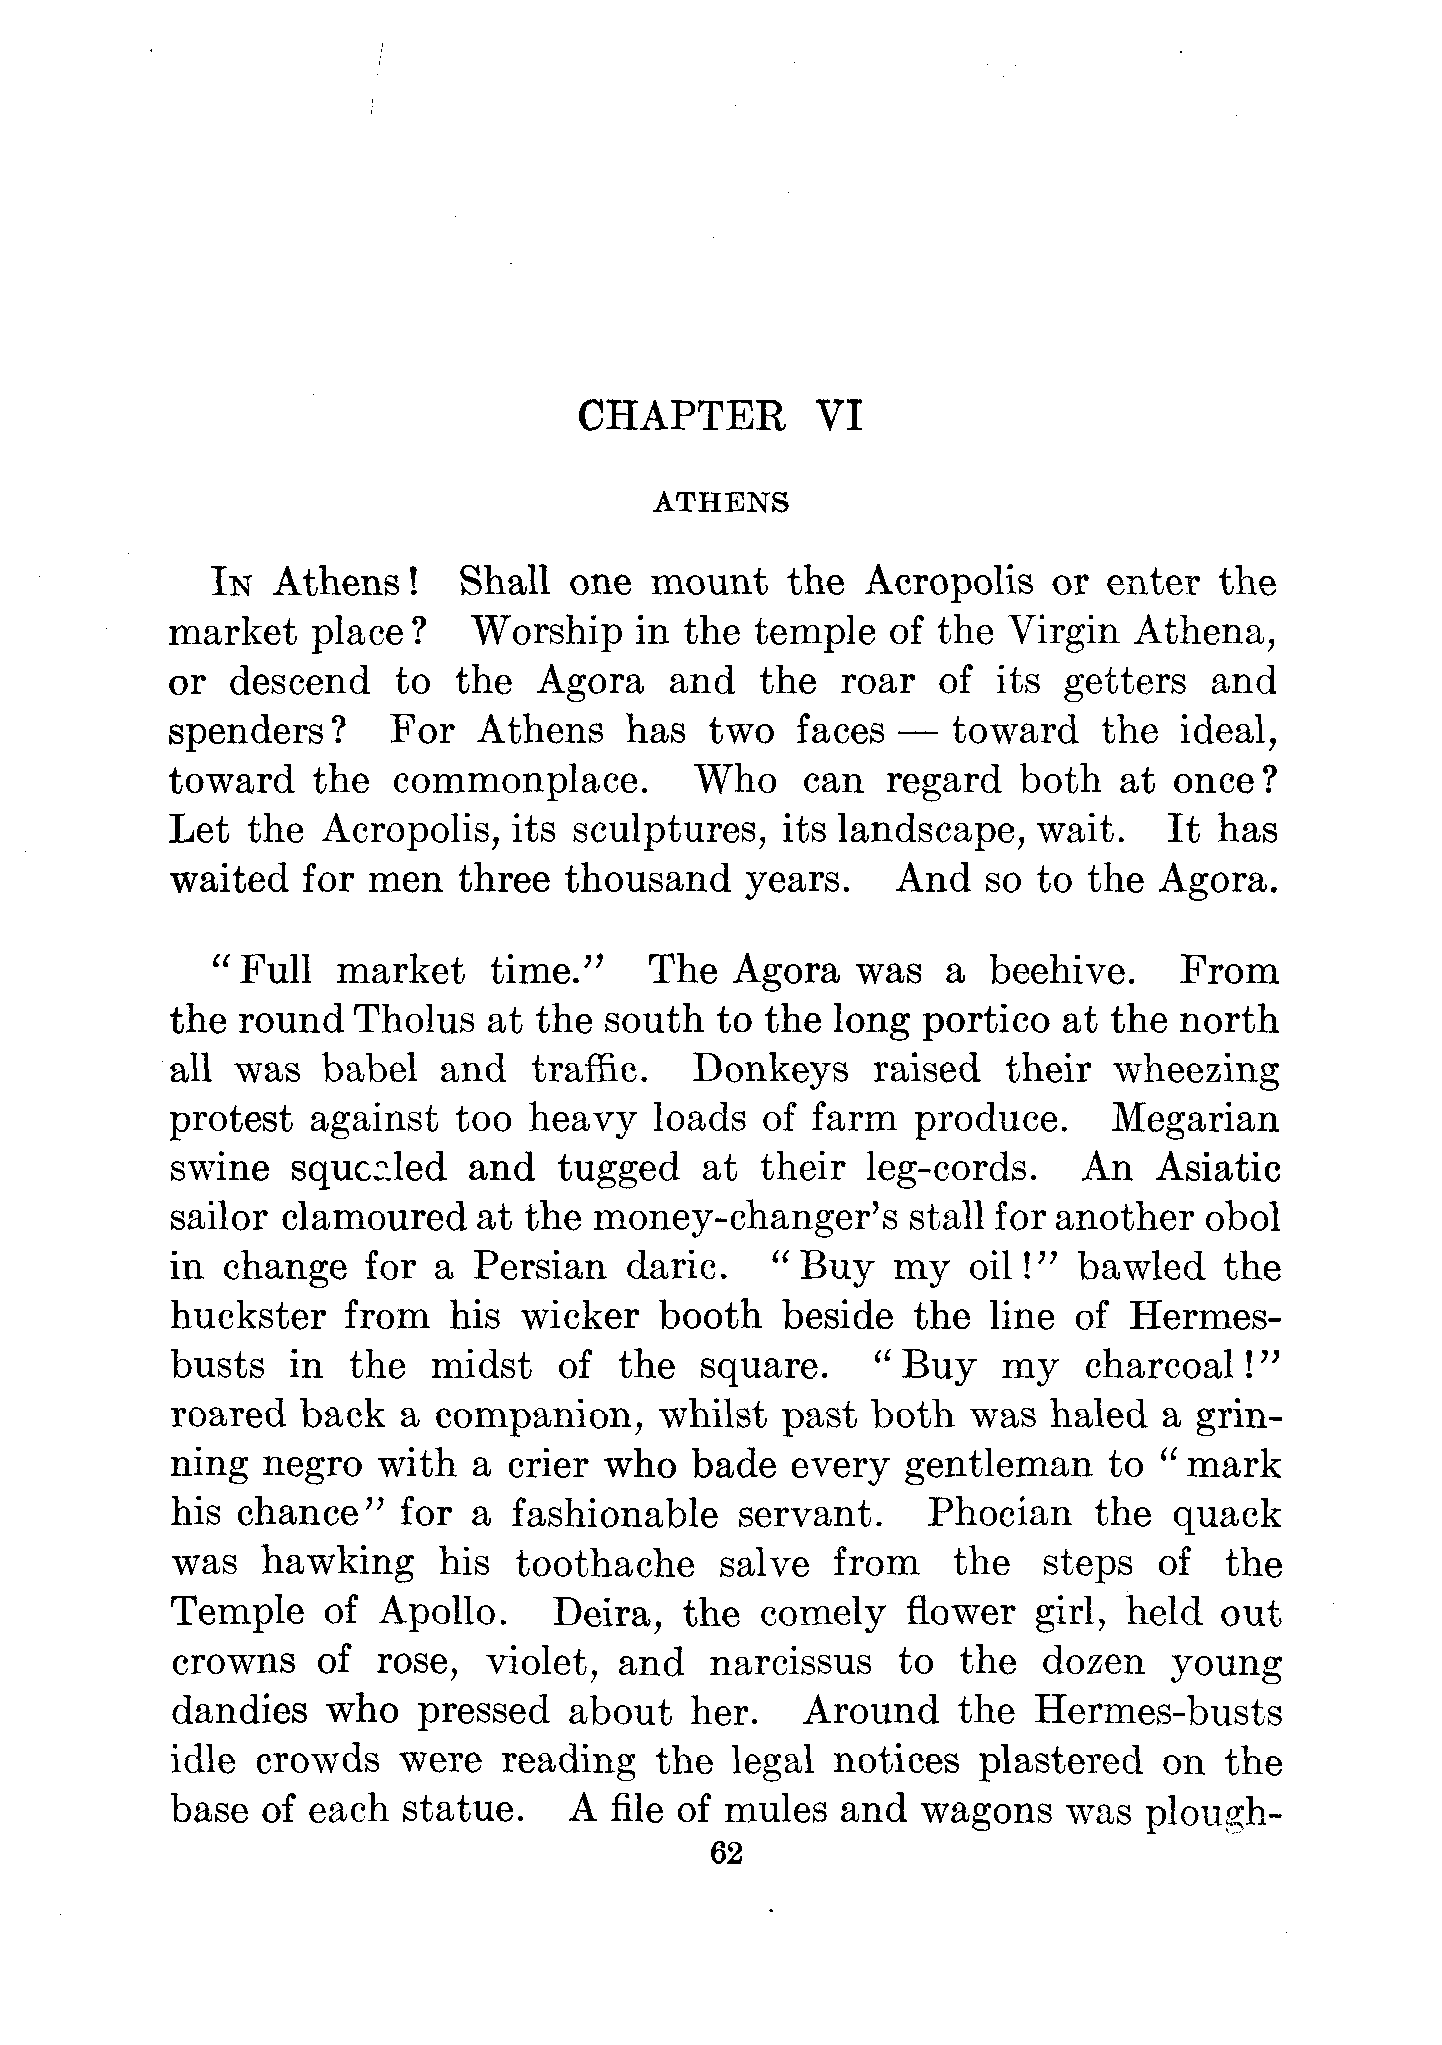 CHAPTER VI
ATHENS
IN Athens! Shall one mount the Acropolis or enter the
market place? Worship in the temple of the Virgin Athena,
or descend to the Agora and the roar of its getters and
spenders? For Athens has two faces — toward the ideal,
toward the commonplace. Who can regard both at once?
Let the Acropolis, its sculptures, its landscape, wait. It has
waited for men three thousand years. And so to the Agora.
"Full market time." The Agora was a beehive. From
the round Tholus at the south to the long portico at the north
all was babel and traffic. Donkeys raised their wheezing
protest against too heavy loads of farm produce. Megarian
swine squealed and tugged at their leg-cords. An Asiatic
sailor clamoured at the money-changer's stall for another obol
in change for a Persian daric. "Buy my oil!" bawled the
huckster from his wicker booth beside the line of Hermes-
busts in the midst of the square. "Buy my charcoal!"
roared back a companion, whilst past both was haled a grin-
ning negro with a crier who bade every gentleman to "mark
his chance" for a fashionable servant. Phocian the quack
was hawking his toothache salve from the steps of the
Temple of Apollo. Deira, the comely flower girl, held out
crowns of rose, violet, and narcissus to the dozen young
dandies who pressed about her. Around the Hermes-busts
idle crowds were reading the legal notices plastered on the
base of each statue. A file of mules and wagons was plough-
62